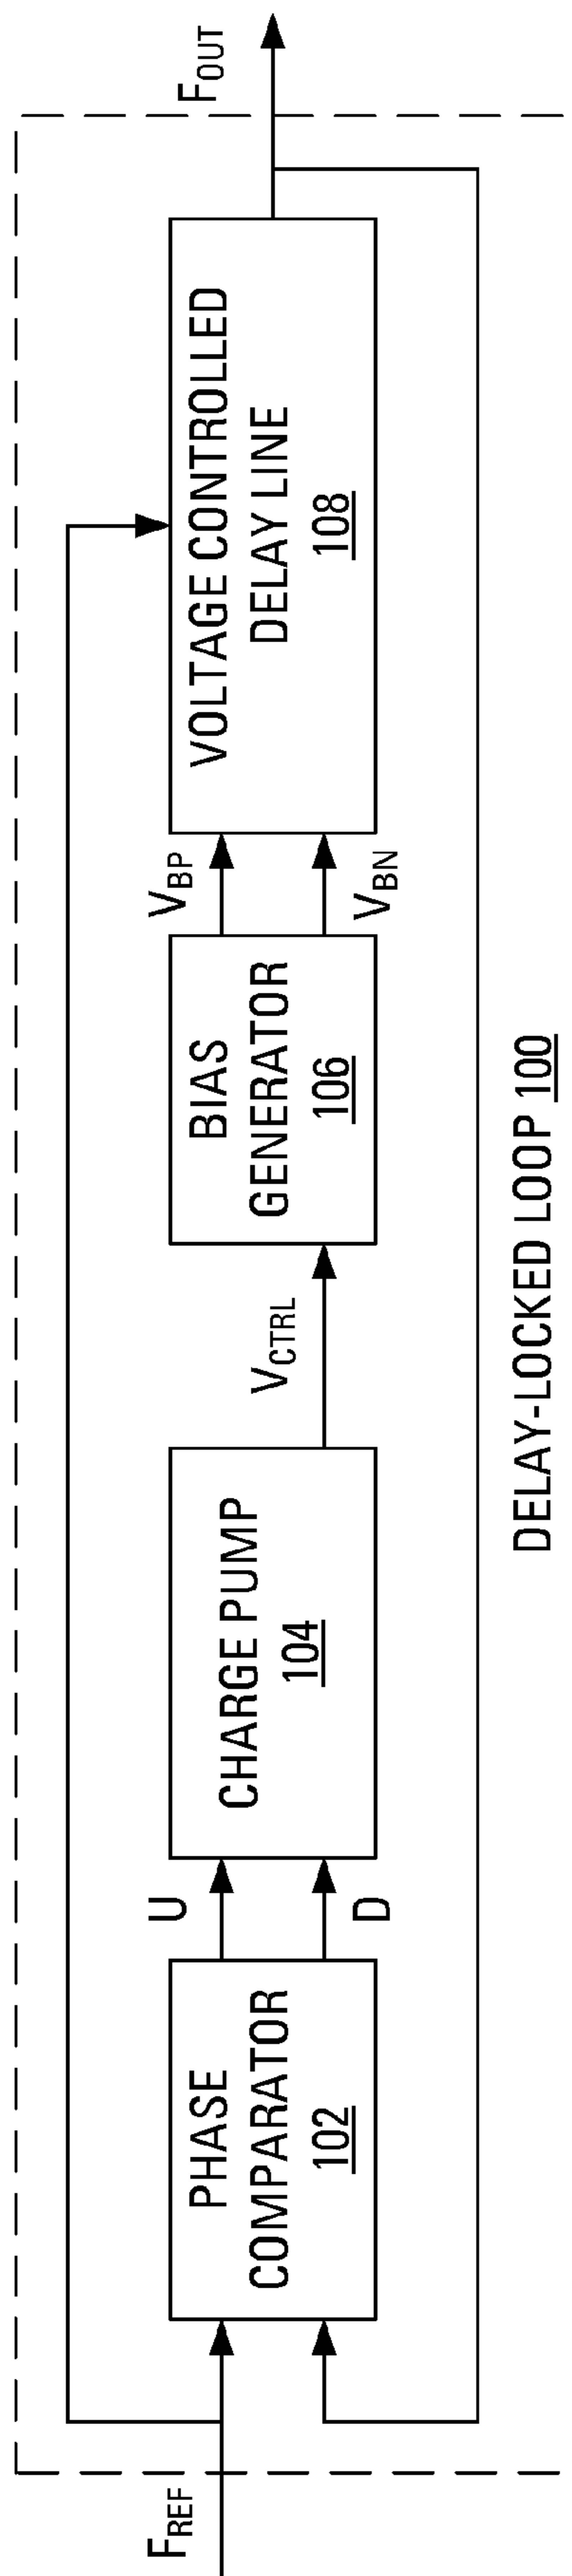 F_REF
PHASE
COMPARATOR
102
U
D
CHARGE PUMP
104
V_CTRL
BIAS
GENERATOR
106
V_BP
V_BN
VOLTAGE CONTROLLED
DELAY LINE
108
F_OUT
DELAY-LOCKED LOOP 100